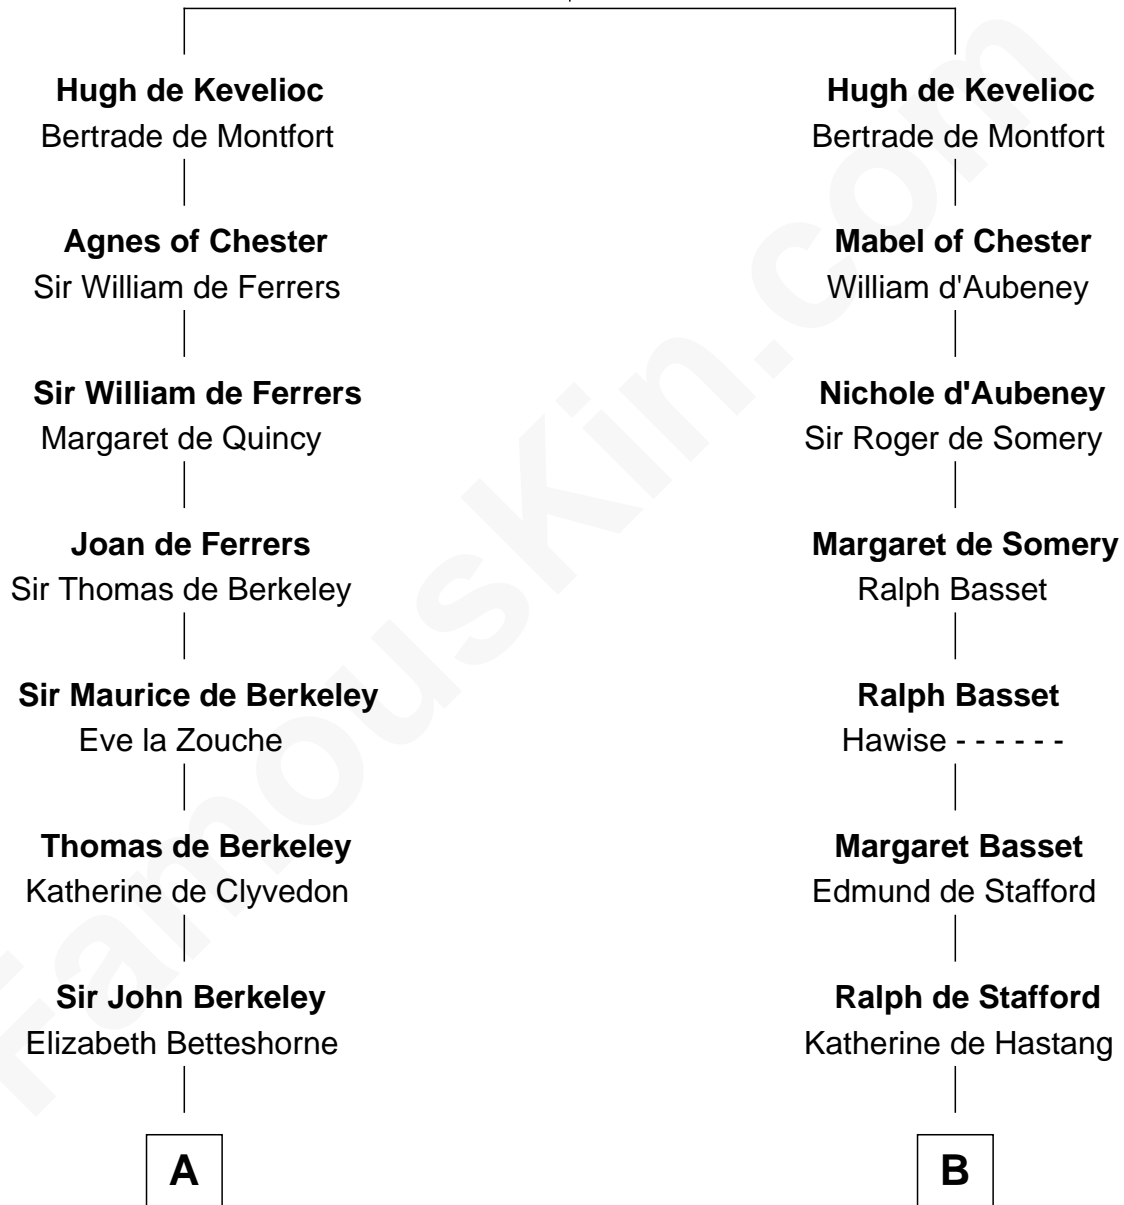 Hugh de Kevelioc
Bertrade de Montfort
Agnes of Chester
Sir William de Ferrers
Sir William de Ferrers
Margaret de Quincy
Joan de Ferrers
Sir Thomas de Berkeley
Sir Maurice de Berkeley
Eve la Zouche
Thomas de Berkeley
Katherine de Clyvedon
Sir John Berkeley
Elizabeth Betteshorne
A
Hugh de Kevelioc
Bertrade de Montfort
Mabel of Chester
William d'Aubeney
Nichole d'Aubeney
Sir Roger de Somery
Margaret de Somery
Ralph Basset
Ralph Basset
Hawise - - - - - -
Margaret Basset
Edmund de Stafford
Ralph de Stafford
Katherine de Hastang
B
FamousKin.com